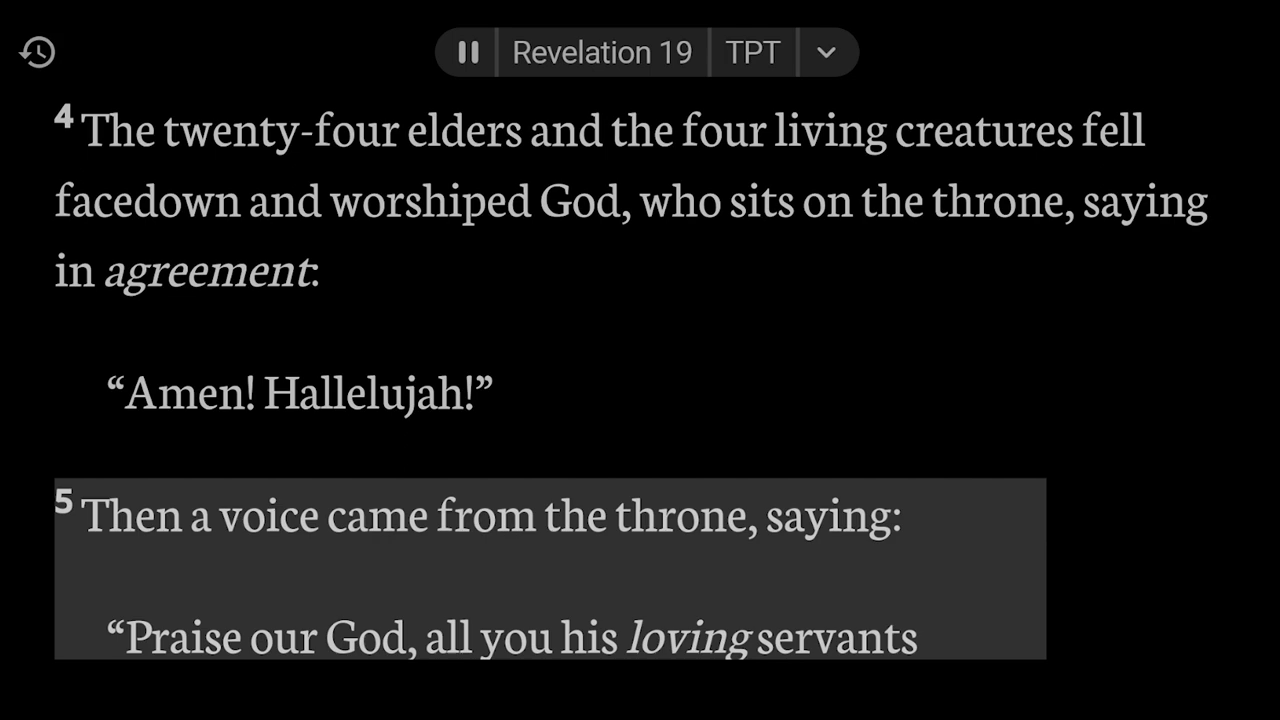 Revelation 19 TPT
4 The twenty-four elders and the four living creatures fell
facedown and worshiped God, who sits on the throne, saying
in agreement:
“Amen! Hallelujah!”
5 Then a voice came from the throne, saying:
“Praise our God, all you his loving servants